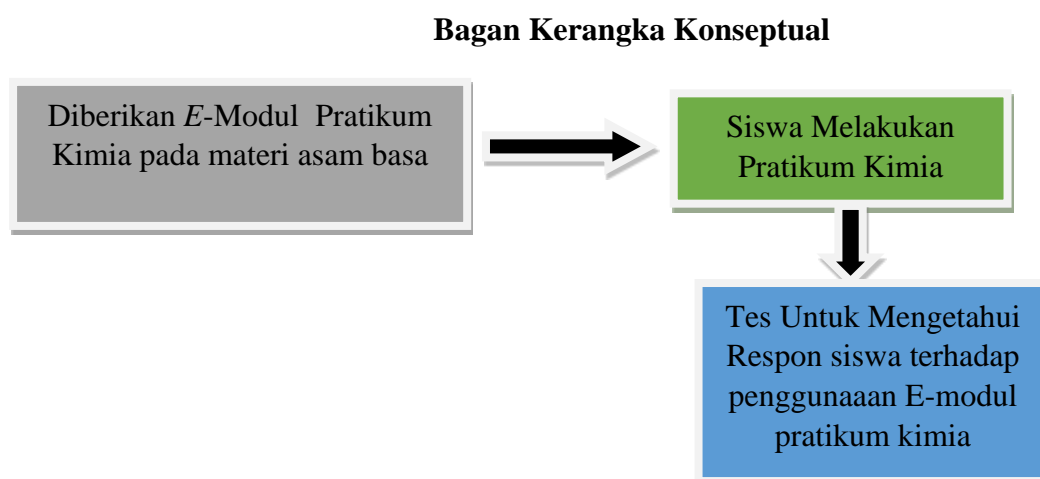 Bagan Kerangka Konseptual
Diberikan E-Modul Pratikum
Kimia pada materi asam basa
Siswa Melakukan
Pratikum Kimia
Tes Untuk Mengetahui
Respon siswa terhadap
penggunaaan E-modul
pratikum kimia